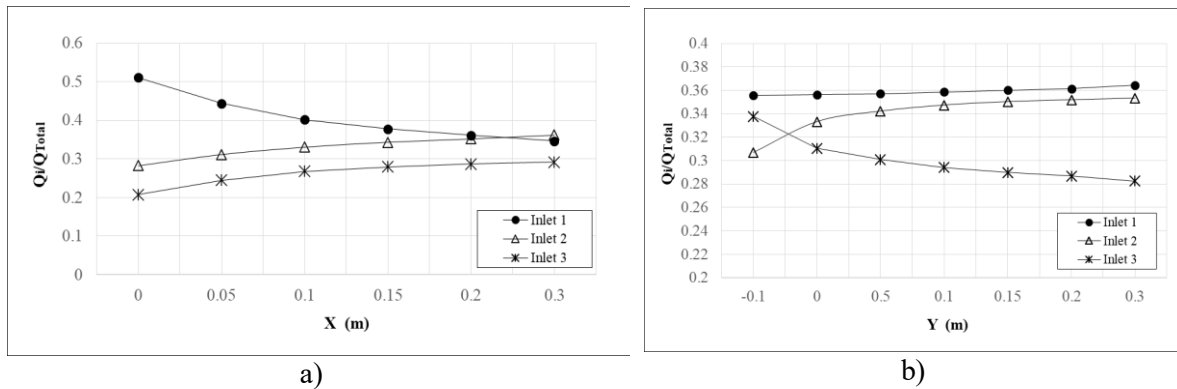 0.6
0.5
0.4
0.3
0.2
0.1
0
Qi/QTotal
0 0.05 0.1 0.15 0.2 0.3
X (m)
Inlet 1
Inlet 2
Inlet 3
a)
0.4
0.38
0.36
0.34
0.32
0.3
0.28
0.26
0.24
0.22
0.2
Qi/QTotal
-0.1 0 0.5 0.1 0.15 0.2 0.3
Y (m)
Inlet 1
Inlet 2
Inlet 3
b)